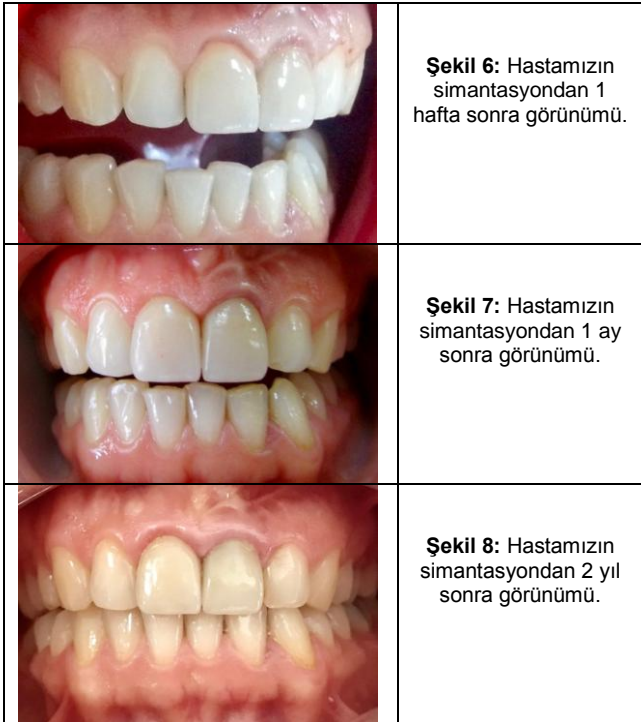 Şekil 6: Hastamızın
simantasyondan 1
hafta sonra görünümü.
Şekil 7: Hastamızın
simantasyondan 1 ay
sonra görünümü.
Şekil 8: Hastamızın
simantasyondan 2 yıl
sonra görünümü.